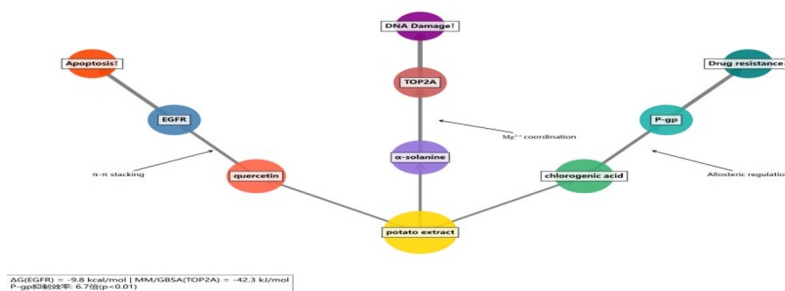 DNA Damage↑
Apoptosis↑
Drug resistance↓
TOP2A
EGFR
P-gp
Mg²⁺ coordination
α-solanine
π-π stacking
Allosteric regulatio
quercetin
chlorogenic acid
potato extract
ΔG(EGFR) = -9.8 kcal/mol | MM/GBSA(TOP2A) = -42.3 kJ/mol
P-gp抑制效率: 6.7倍(p<0.01)